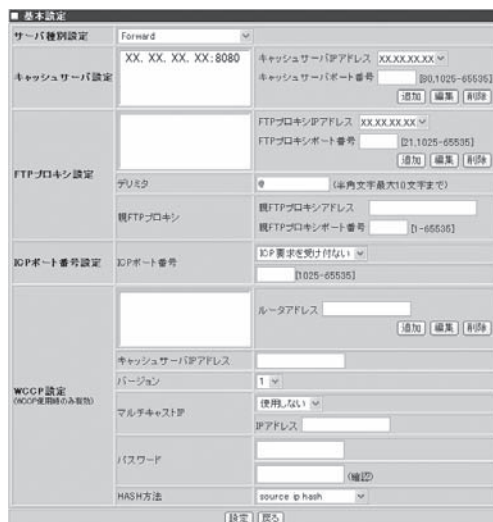 ■ 基本設定
サーバ種別設定 Forward
キャッシュサーバ設定 XX. XX. XX. XX:8080 キャッシュサーバIPアドレス XX.XX.XX.XX
キャッシュサーバポート番号 [80,1025-65535]
追加 編集 削除
FTPプロキシ設定 FTPプロキシIPアドレス XX.XX.XX.XX
FTPプロキシポート番号 [21,1025-65535]
追加 編集 削除
デリミタ @ (半角文字最大10文字まで)
親FTPプロキシ 親FTPプロキシアドレス
親FTPプロキシポート番号 [1-65535]
ICPポート番号設定 ICPポート番号 ICP要求を受け付ない
[1025-65535]
WCCP設定
(WCCP使用時のみ有効)
ルータアドレス
追加 編集 削除
キャッシュサーバIPアドレス
バージョン 1
マルチキャストIP 使用しない
IPアドレス
パスワード
(確認)
HASH方法 source ip hash
設定 戻る